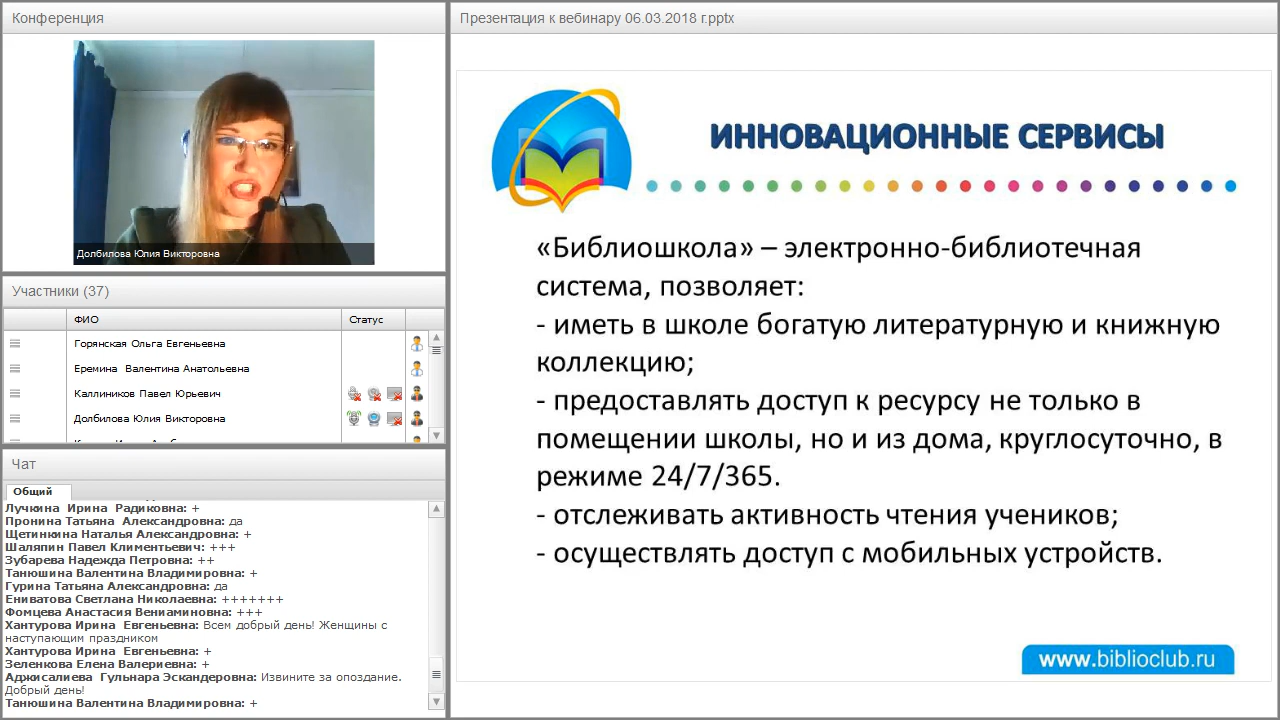 Конференция
Долбилова Юлия Викторовна
Участники (37)
ФИО
Статус
Горянская Ольга Евгеньевна
Еремина Валентина Анатольевна
Каллиников Павел Юрьевич
Долбилова Юлия Викторовна
Чат
Общий
Лучкина Ирина Радиковна: +
Пронина Татьяна Александровна: да
Щетинкина Наталья Александровна: +
Шаляпин Павел Климентьевич: +++
Зубарева Надежда Петровна: ++
Танюшина Валентина Владимировна: +
Гурина Татьяна Александровна: да
Ениватова Светлана Николаевна: +++++++
Фомцева Анастасия Вениаминовна: +++
Хантурова Ирина Евгеньевна: Всем добрый день! Женщины с
наступающим праздником
Хантурова Ирина Евгеньевна: +
Зеленкова Елена Валериевна: +
Аджисалиева Гульнара Эскандеровна: Извините за опоздание.
Добрый день!
Танюшина Валентина Владимировна: +
Презентация к вебинару 06.03.2018 г.pptx
ИННОВАЦИОННЫЕ СЕРВИСЫ
«Библиошкола» – электронно-библиотечная
система, позволяет:
- иметь в школе богатую литературную и книжную
коллекцию;
- предоставлять доступ к ресурсу не только в
помещении школы, но и из дома, круглосуточно, в
режиме 24/7/365.
- отслеживать активность чтения учеников;
- осуществлять доступ с мобильных устройств.
www.biblioclub.ru